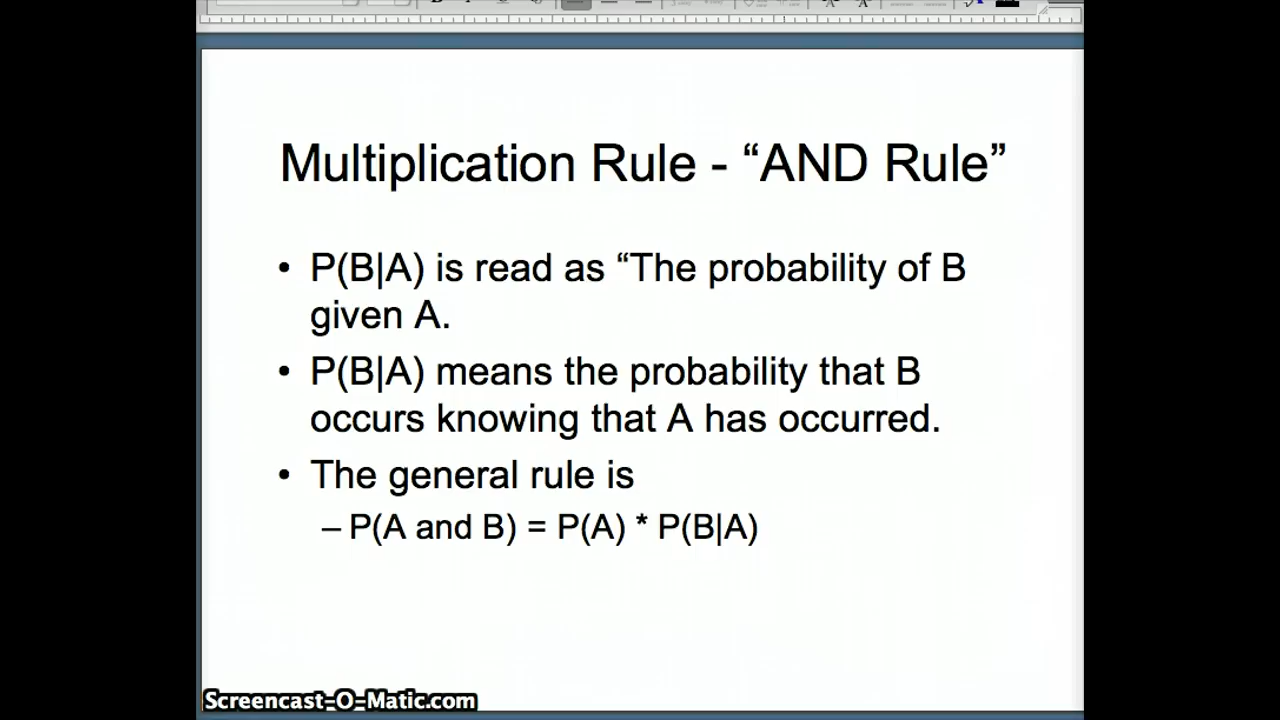 Multiplication Rule - “AND Rule”
• P(B|A) is read as “The probability of B
given A.
• P(B|A) means the probability that B
occurs knowing that A has occurred.
• The general rule is
– P(A and B) = P(A) * P(B|A)
Screencast-O-Matic.com